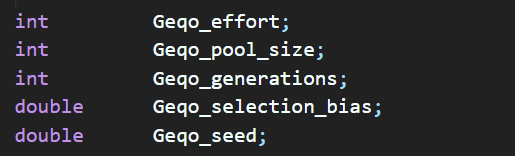 int Geqo_effort;
int Geqo_pool_size;
int Geqo_generations;
double Geqo_selection_bias;
double Geqo_seed;